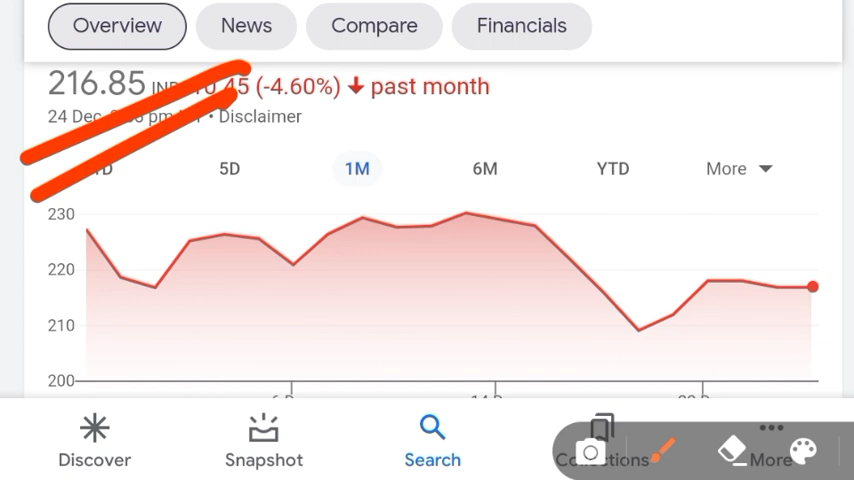 Overview News Compare Financials
216.85 (-4.60%) past month
24 Dec, pm • Disclaimer
5D 1M 6M YTD More
230
220
210
200
Discover Snapshot Search More